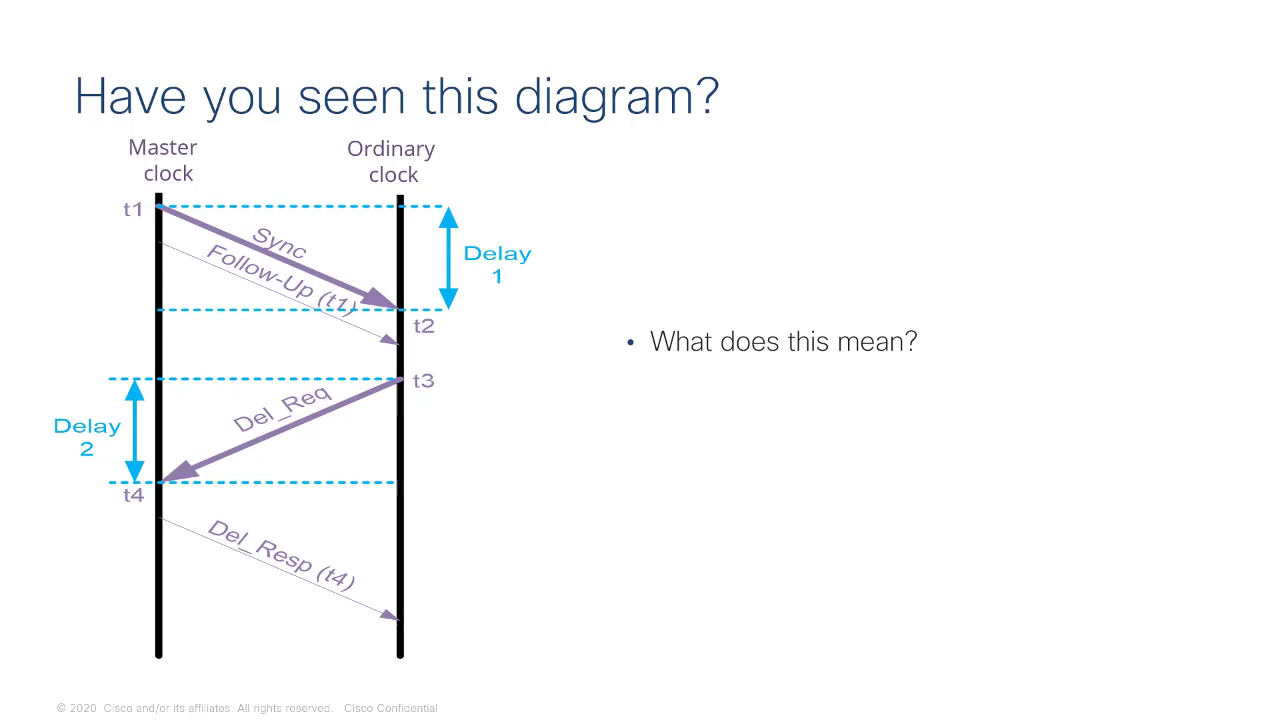 Have you seen this diagram?
Master
clock
Ordinary
clock
t1
Sync
Follow-Up (t1)
Delay
1
t2
• What does this mean?
t3
Del_Req
Delay
2
t4
Del_Resp (t4)
© 2020 Cisco and/or its affiliates. All rights reserved. Cisco Confidential